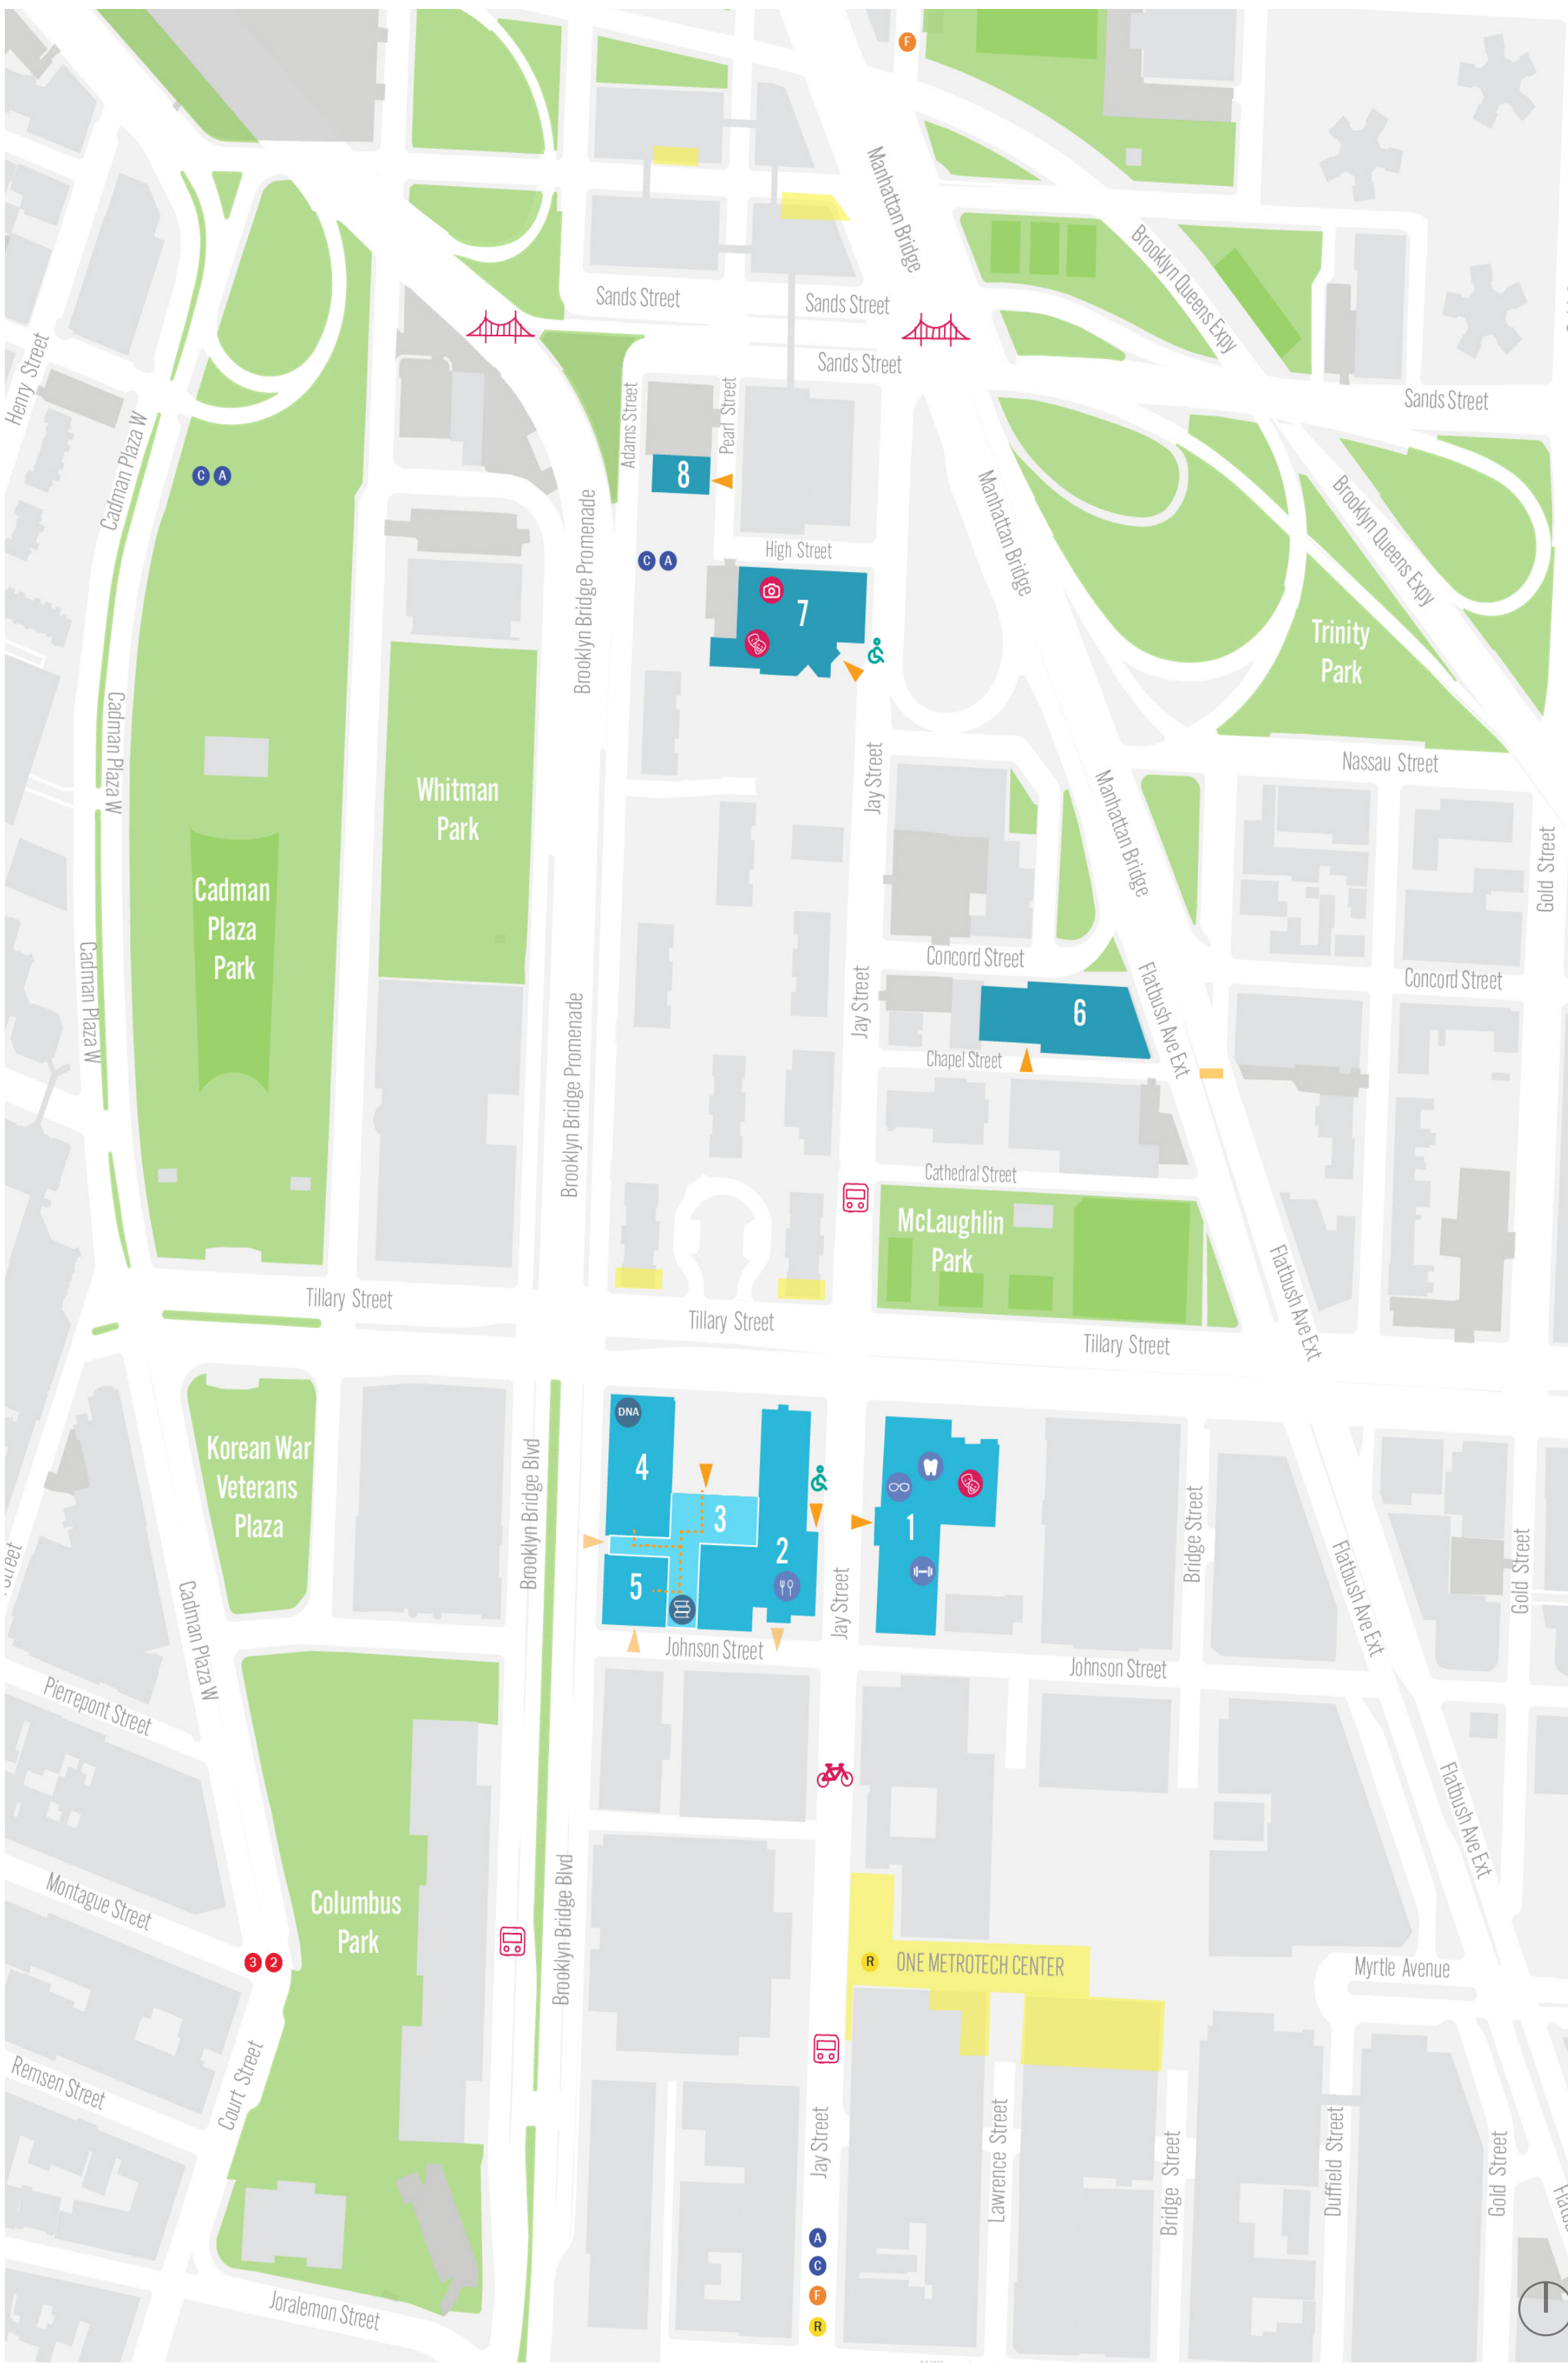 F
Manhattan Bridge
Brooklyn Queens Expy
Sands Street
Sands Street
Sands Street
Sands Street
Henry Street
Cadman Plaza W
Adams Street
Pearl Street
C A
8
Brooklyn Bridge Promenade
Manhattan Bridge
Brooklyn Queens Expy
High Street
C A
7
Trinity
Park
Cadman Plaza W
Whitman
Park
Jay Street
Nassau Street
Manhattan Bridge
Gold Street
Cadman
Plaza
Park
Cadman Plaza W
Concord Street
Concord Street
Jay Street
Flatbush Ave Ext
6
Brooklyn Bridge Promenade
Chapel Street
Cathedral Street
McLaughlin
Park
Flatbush Ave Ext
Tillary Street
Tillary Street
Tillary Street
DNA
Korean War
Veterans
Plaza
Brooklyn Bridge Blvd
4
3
2
1
5
Bridge Street
Flatbush Ave Ext
Gold Street
Street
Cadman Plaza W
Jay Street
Johnson Street
Johnson Street
Pierrepont Street
Flatbush Ave Ext
Montague Street
Columbus
Park
Brooklyn Bridge Blvd
3 2
R ONE METROTECH CENTER
Myrtle Avenue
Remsen Street
Court Street
Jay Street
Lawrence Street
Bridge Street
Duffield Street
Gold Street
A
C
F
R
Joralemon Street